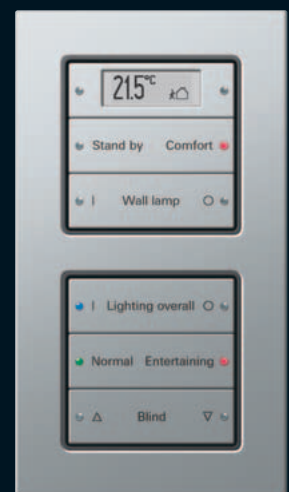 21.5°C
Stand by Comfort
I Wall lamp O
I Lighting overall O
Normal Entertaining
△ Blind ▽